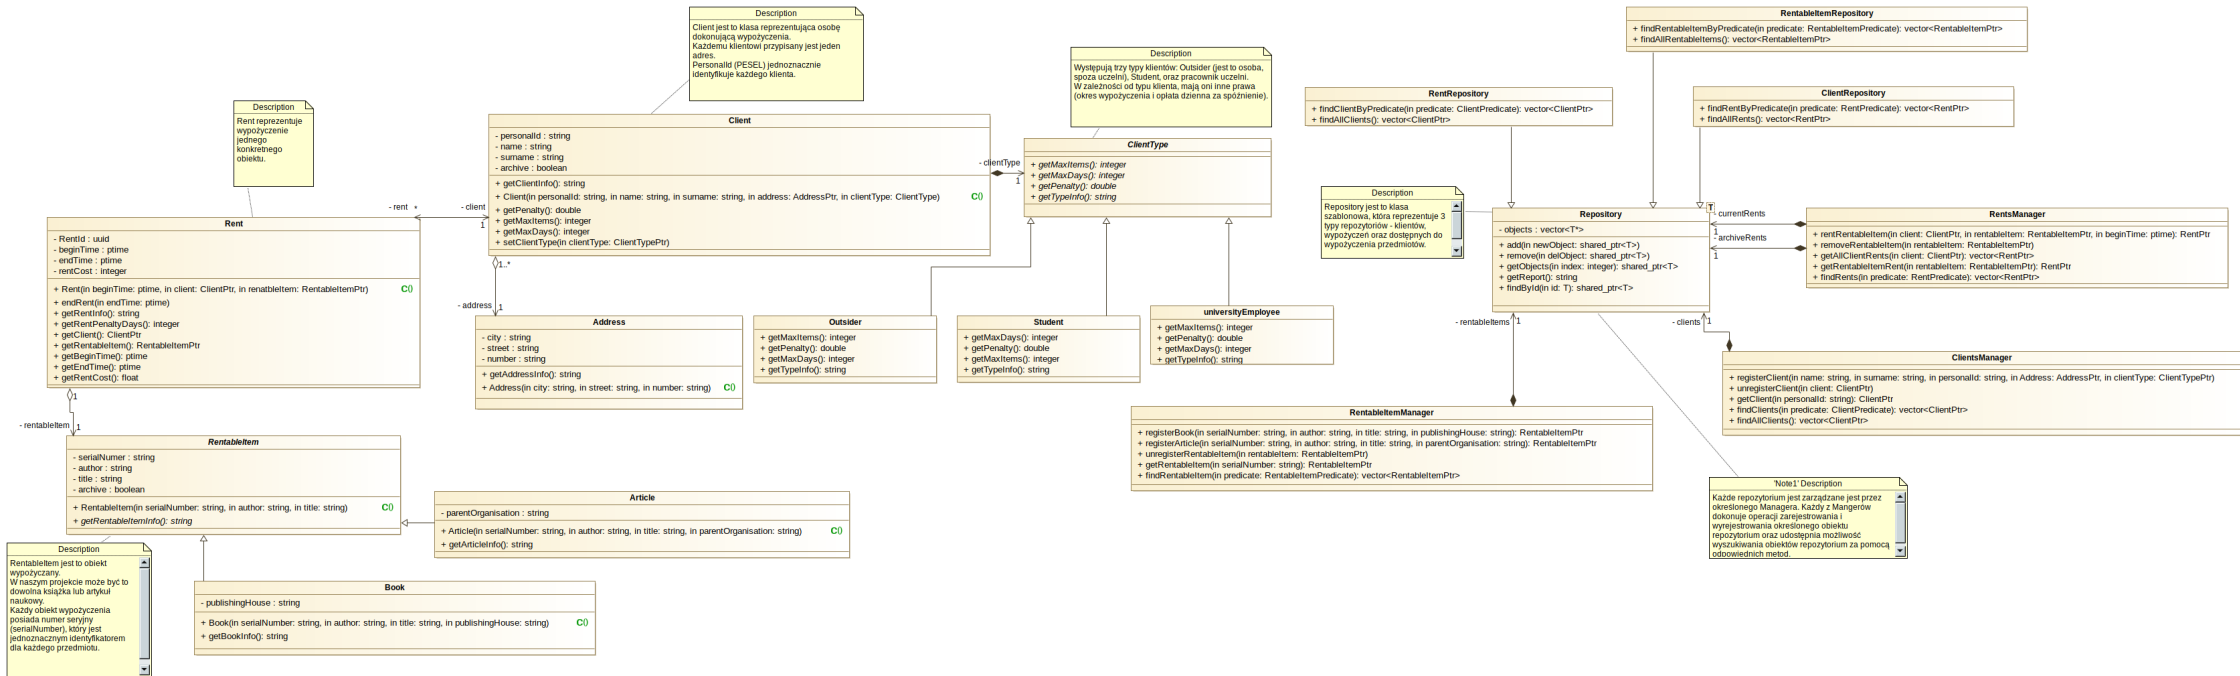 Description
Client jest to klasa reprezentująca osobę
dokonującą wypożyczenia.
Każdemu klientowi przypisany jest jeden
adres.
PersonalId (PESEL) jednoznacznie
identyfikuje każdego klienta.
Description
Występują trzy typy klientów: Outsider (jest to osoba,
spoza uczelni), Student, oraz pracownik uczelni.
W zależności od typu klienta, mają oni inne prawa
(okres wypożyczenia i opłata dzienna za spóźnienie).
Description
Rent reprezentuje
wypożyczenie
jednego
konkretnego
obiektu.
Client
- personalId : string
- name : string
- surname : string
- archive : boolean
+ getClientInfo(): string
+ Client(in personalId: string, in name: string, in surname: string, in address: AddressPtr, in clientType: ClientType) C()
+ getPenalty(): double
+ getMaxItems(): integer
+ getMaxDays(): integer
+ setClientType(in clientType: ClientTypePtr)
- clientType
1
ClientType
+ getMaxItems(): integer
+ getMaxDays(): integer
+ getPenalty(): double
+ getTypeInfo(): string
- rent *
- client
1
Rent
- RentId : uuid
- beginTime : ptime
- endTime : ptime
- rentCost : integer
+ Rent(in beginTime: ptime, in client: ClientPtr, in renatbleItem: RentableItemPtr) C()
+ endRent(in endTime: ptime)
+ getRentInfo(): string
+ getRentPenaltyDays(): integer
+ getClient(): ClientPtr
+ getRentableItem(): RentableItemPtr
+ getBeginTime(): ptime
+ getEndTime(): ptime
+ getRentCost(): float
1..*
- address 1
Address
- city : string
- street : string
- number : string
+ getAddressInfo(): string
+ Address(in city: string, in street: string, in number: string) C()
Outsider
+ getMaxItems(): integer
+ getPenalty(): double
+ getMaxDays(): integer
+ getTypeInfo(): string
Student
+ getMaxDays(): integer
+ getPenalty(): double
+ getMaxItems(): integer
+ getTypeInfo(): string
universityEmployee
+ getMaxItems(): integer
+ getPenalty(): double
+ getMaxDays(): integer
+ getTypeInfo(): string
1
- rentableItem 1
RentableItem
- serialNumer : string
- author : string
- title : string
- archive : boolean
+ RentableItem(in serialNumber: string, in author: string, in title: string) C()
+ getRentableItemInfo(): string
Article
- parentOrganisation : string
+ Article(in serialNumber: string, in author: string, in title: string, in parentOrganisation: string) C()
+ getArticleInfo(): string
Description
RentableItem jest to obiekt
wypożyczany.
W naszym projekcie może być to
dowolna książka lub artykuł
naukowy.
Każdy obiekt wypożyczenia
posiada numer seryjny
(serialNumber), który jest
jednoznacznym identyfikatorem
dla każdego przedmiotu.
Book
- publishingHouse : string
+ Book(in serialNumber: string, in author: string, in title: string, in publishingHouse: string) C()
+ getBookInfo(): string
RentableItemRepository
+ findRentableItemByPredicate(in predicate: RentableItemPredicate): vector<RentableItemPtr>
+ findAllRentableItems(): vector<RentableItemPtr>
RentRepository
+ findClientByPredicate(in predicate: ClientPredicate): vector<ClientPtr>
+ findAllClients(): vector<ClientPtr>
ClientRepository
+ findRentByPredicate(in predicate: RentPredicate): vector<RentPtr>
+ findAllRents(): vector<RentPtr>
Description
Repository jest to klasa
szablonowa, która reprezentuje 3
typy repozytoriów - klientów,
wypożyczeń oraz dostępnych do
wypożyczenia przedmiotów.
Repository
T
- objects : vector<T*>
+ add(in newObject: shared_ptr<T>)
+ remove(in delObject: shared_ptr<T>)
+ getObjects(in index: integer): shared_ptr<T>
+ getReport(): string
+ findById(in id: T): shared_ptr<T>
- currentRents
1
- archiveRents
1
RentsManager
+ rentRentableItem(in client: ClientPtr, in rentableItem: RentableItemPtr, in beginTime: ptime): RentPtr
+ removeRentableItem(in rentableItem: RentableItemPtr)
+ getAllClientRents(in client: ClientPtr): vector<RentPtr>
+ getRentableItemRent(in rentableItem: RentableItemPtr): RentPtr
+ findRents(in predicate: RentPredicate): vector<RentPtr>
- rentableItems 1
- clients 1
ClientsManager
+ registerClient(in name: string, in surname: string, in personalId: string, in Address: AddressPtr, in clientType: ClientTypePtr)
+ unregisterClient(in client: ClientPtr)
+ getClient(in personalId: string): ClientPtr
+ findClients(in predicate: ClientPredicate): vector<ClientPtr>
+ findAllClients(): vector<ClientPtr>
RentableItemManager
+ registerBook(in serialNumber: string, in author: string, in title: string, in publishingHouse: string): RentableItemPtr
+ registerArticle(in serialNumber: string, in author: string, in title: string, in parentOrganisation: string): RentableItemPtr
+ unregisterRentableItem(in rentableItem: RentableItemPtr)
+ getRentableItem(in serialNumber: string): RentableItemPtr
+ findRentableItem(in predicate: RentableItemPredicate): vector<RentableItemPtr>
'Note1' Description
Każde repozytorium jest zarządzane jest przez
określonego Managera. Każdy z Mangerów
dokonuje operacji zarejestrowania i
wyrejestrowania określonego obiektu
repozytorium oraz udostępnia możliwość
wyszukiwania obiektów repozytorium za pomocą
odpowiednich metod.